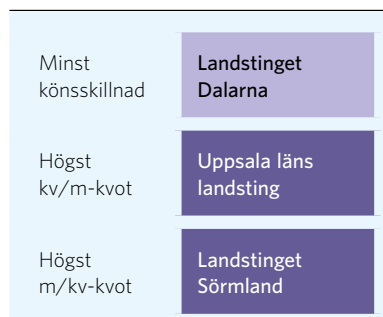 Minst
könsskillnad
Landstinget
Dalarna
Högst
kv/m-kvot
Uppsala läns
landsting
Högst
m/kv-kvot
Landstinget
Sörmland